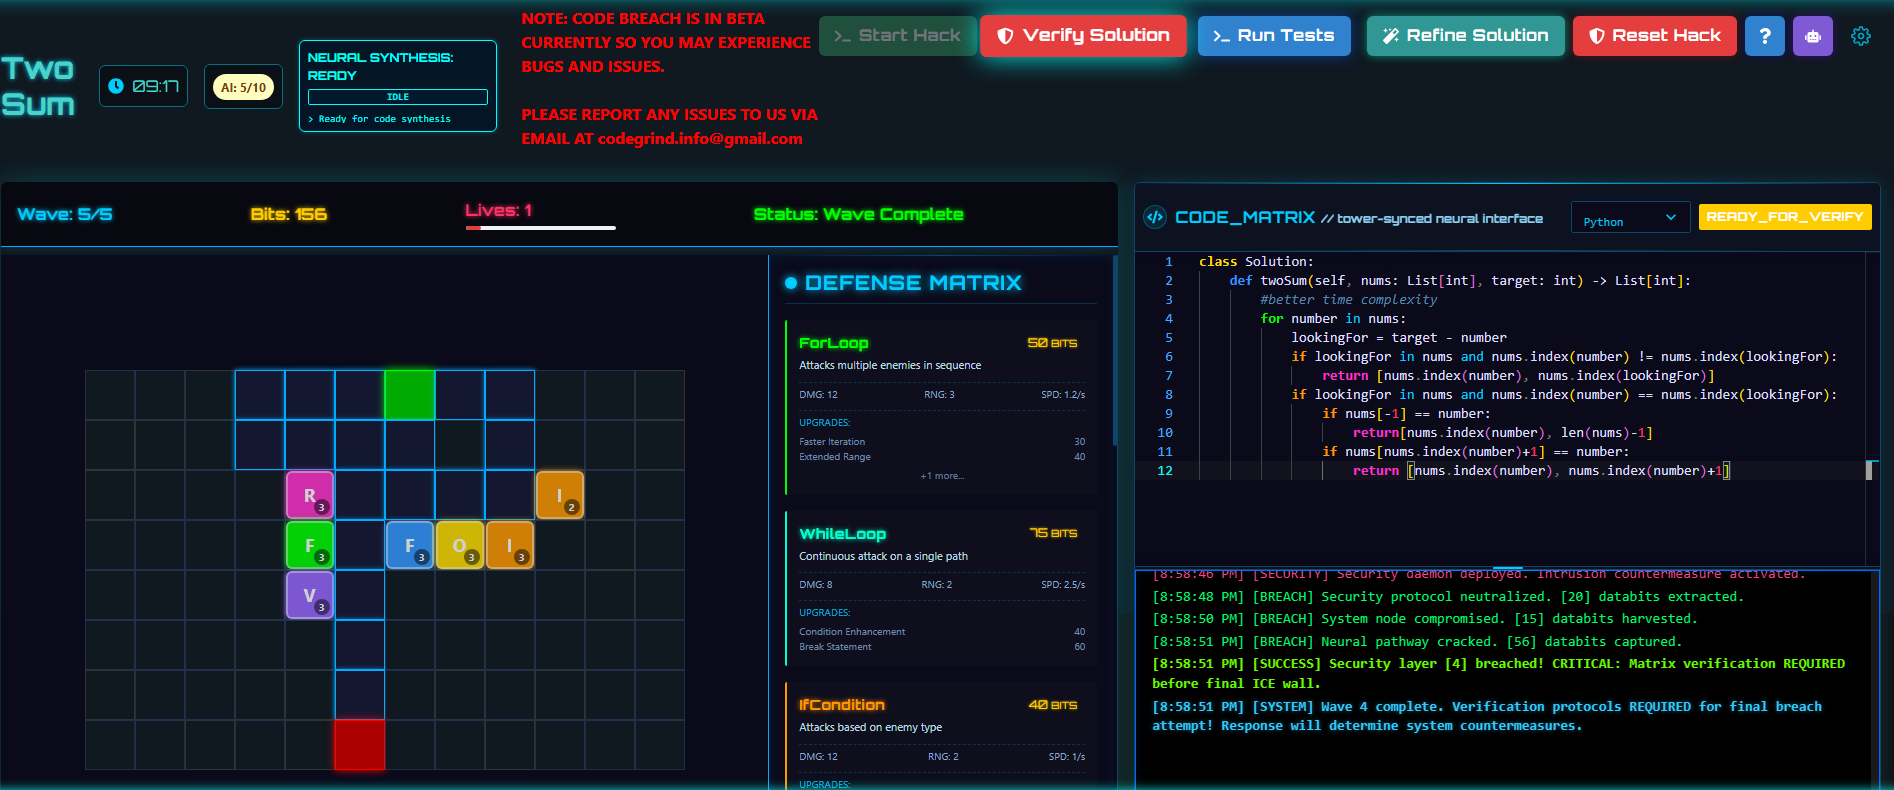 Two
Sum
09:17
AI: 5/10
NEURAL SYNTHESIS:
READY
IDLE
> Ready for code synthesis
NOTE: CODE BREACH IS IN BETA
CURRENTLY SO YOU MAY EXPERIENCE
BUGS AND ISSUES.
PLEASE REPORT ANY ISSUES TO US VIA
EMAIL AT codegrind.info@gmail.com
Start Hack
Verify Solution
Run Tests
Refine Solution
Reset Hack
?
Wave: 5/5
Bits: 156
Lives: 1
Status: Wave Complete
R 3
I 2
F 3
F 3
O 3
I 3
V 3
DEFENSE MATRIX
ForLoop 50 BITS
Attacks multiple enemies in sequence
DMG: 12 RNG: 3 SPD: 1.2/s
UPGRADES:
Faster Iteration 30
Extended Range 40
+1 more...
WhileLoop 75 BITS
Continuous attack on a single path
DMG: 8 RNG: 2 SPD: 2.5/s
UPGRADES:
Condition Enhancement 40
Break Statement 60
IfCondition 40 BITS
Attacks based on enemy type
DMG: 12 RNG: 2 SPD: 1/s
UPGRADES:
</> CODE_MATRIX // tower-synced neural interface
Python
READY_FOR_VERIFY
1 class Solution:
2 def twoSum(self, nums: List[int], target: int) -> List[int]:
3 #better time complexity
4 for number in nums:
5 lookingFor = target - number
6 if lookingFor in nums and nums.index(number) != nums.index(lookingFor):
7 return [nums.index(number), nums.index(lookingFor)]
8 if lookingFor in nums and nums.index(number) == nums.index(lookingFor):
9 if nums[-1] == number:
10 return[nums.index(number), len(nums)-1]
11 if nums[nums.index(number)+1] == number:
12 return [nums.index(number), nums.index(number)+1]
[8:58:46 PM] [SECURITY] Security daemon deployed. Intrusion countermeasure activated.
[8:58:48 PM] [BREACH] Security protocol neutralized. [20] databits extracted.
[8:58:50 PM] [BREACH] System node compromised. [15] databits harvested.
[8:58:51 PM] [BREACH] Neural pathway cracked. [56] databits captured.
[8:58:51 PM] [SUCCESS] Security layer [4] breached! CRITICAL: Matrix verification REQUIRED
before final ICE wall.
[8:58:51 PM] [SYSTEM] Wave 4 complete. Verification protocols REQUIRED for final breach
attempt! Response will determine system countermeasures.